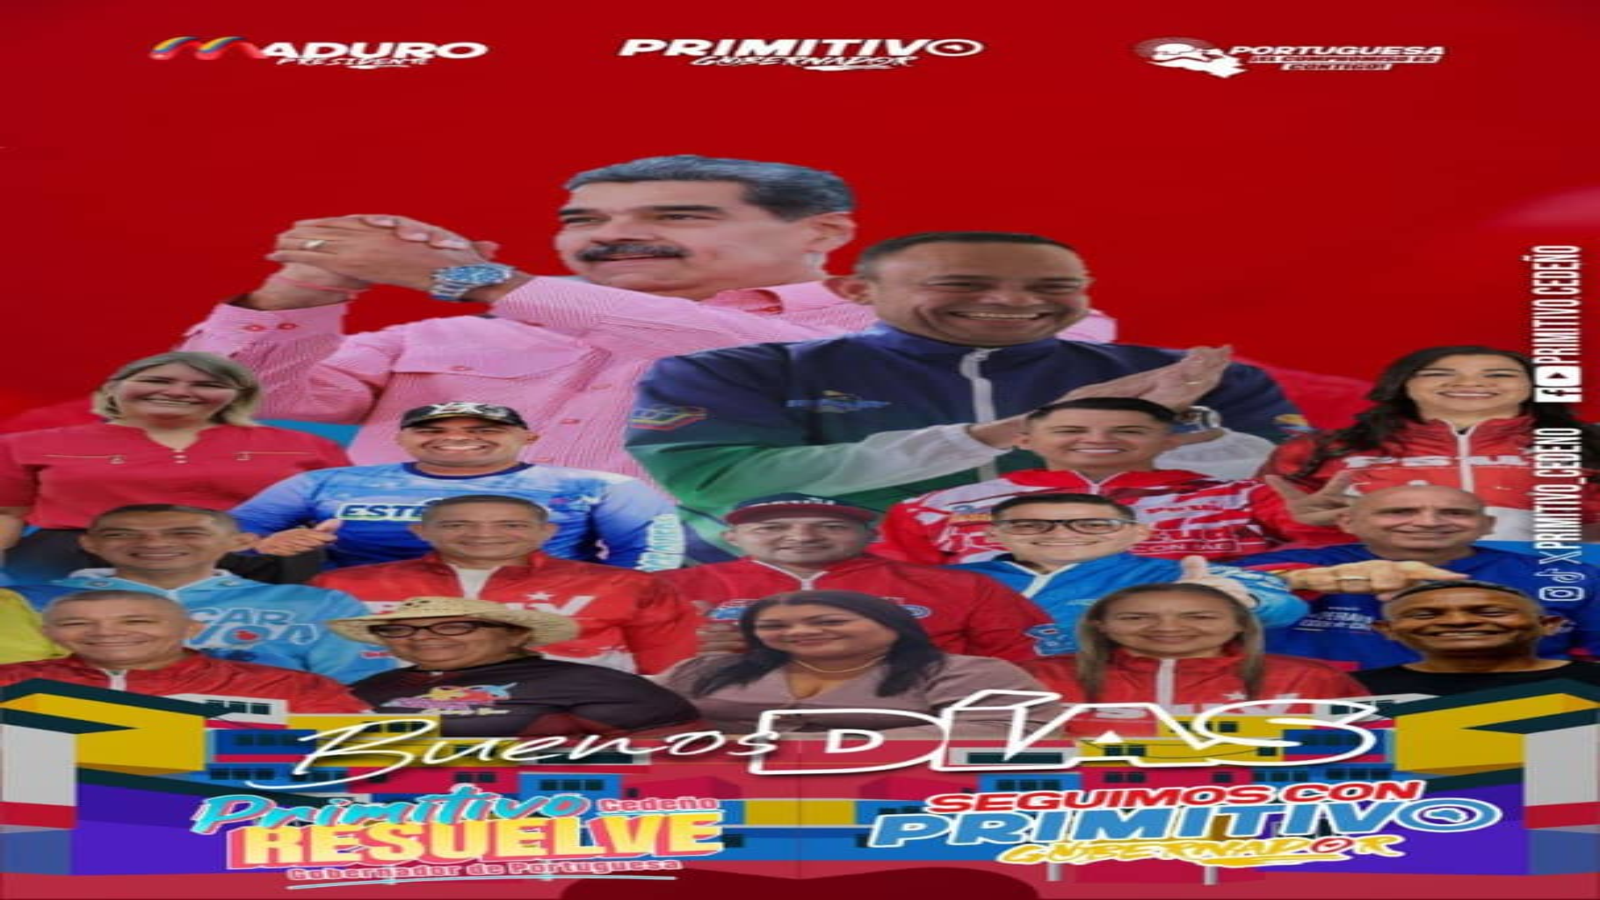 MADURO
PRESIDENTE
PRIMITIVO
GOBERNADOR
PORTUGUESA
CONTIGO!
PRIMITIVO CEDEÑO
PRIMITIVO_CEDEÑO
Buenos DÍAS
Primitivo Cedeño
RESUELVE
Gobernador de Portuguesa
SEGUIMOS CON
PRIMITIVO
GOBERNADOR